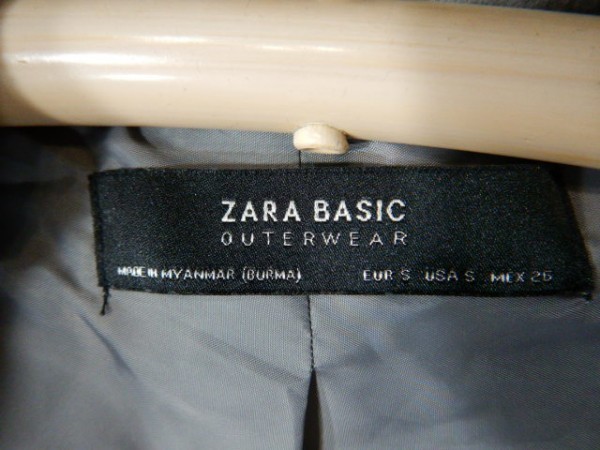 ZARA BASIC
OUTERWEAR
MADE IN MYANMAR (BURMA) EUR S USA S MEX 26